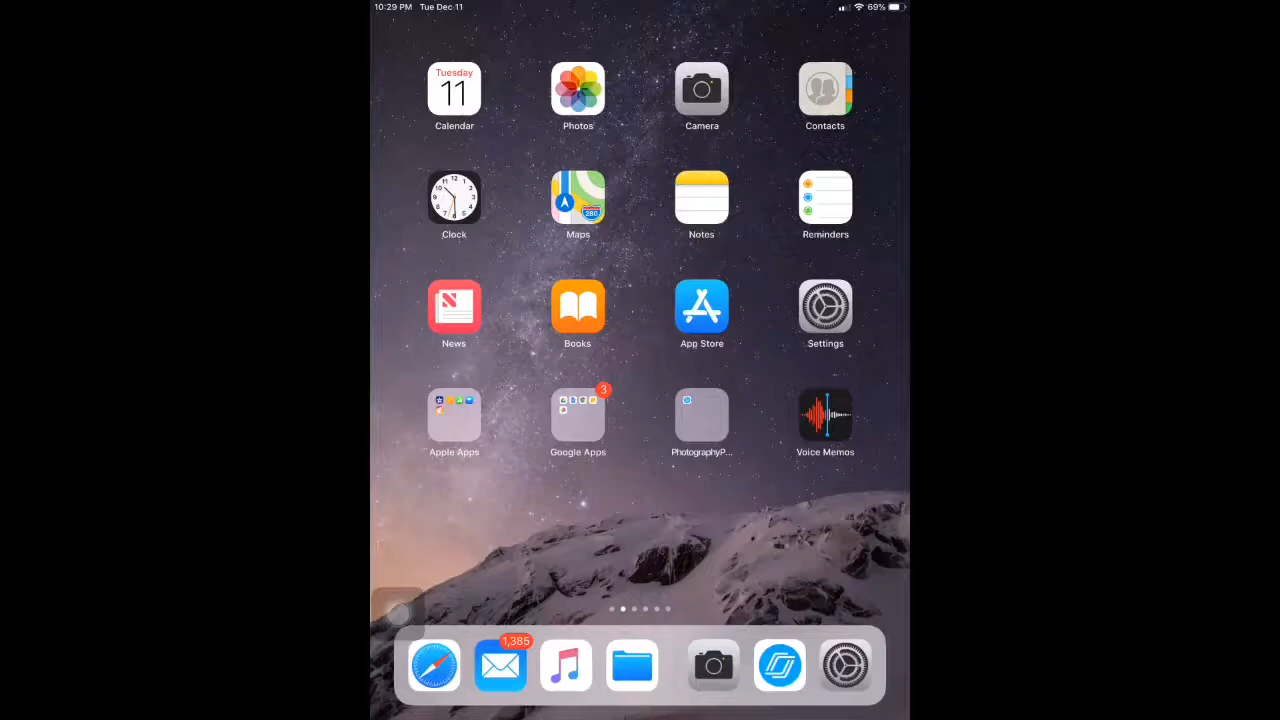 10:29 PM Tue Dec 11 69%
Tuesday
11
Calendar Photos Camera Contacts
280
Clock Maps Notes Reminders
News Books App Store Settings
3
Apple Apps Google Apps PhotographyP... Voice Memos
1,385